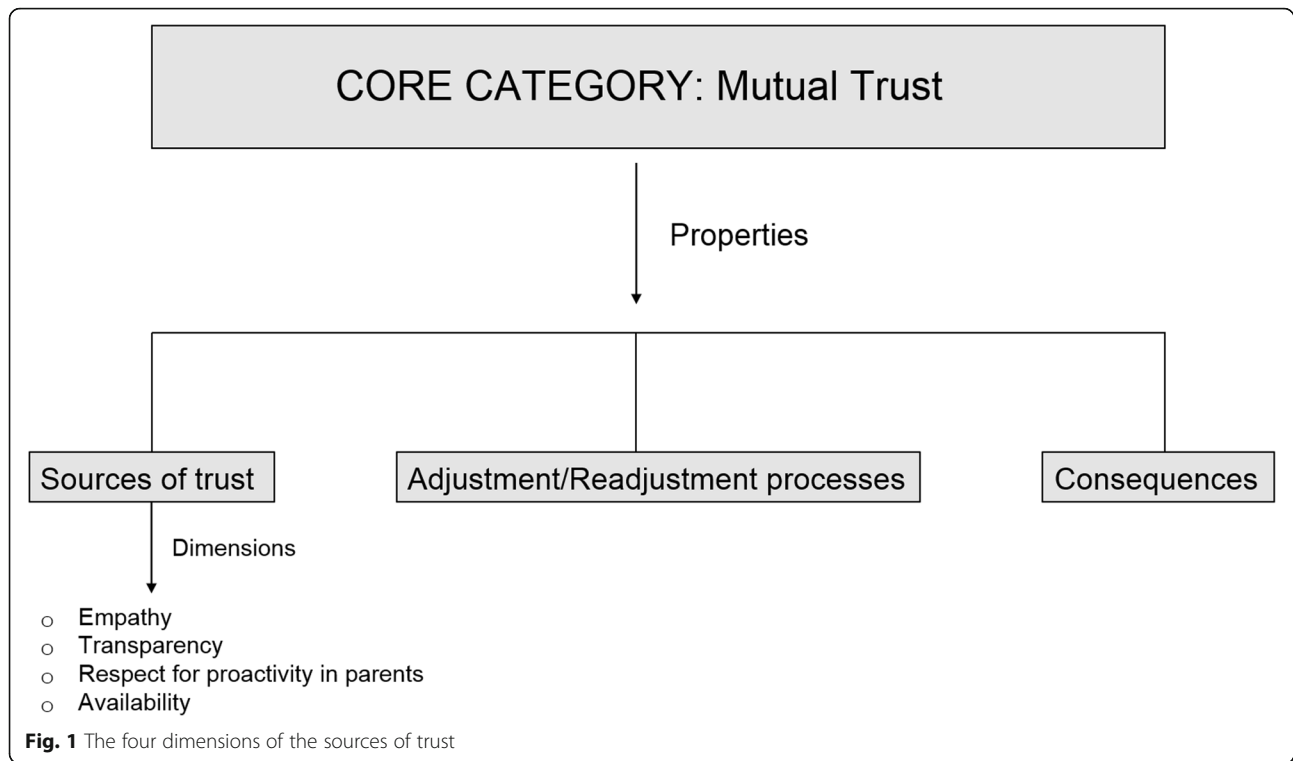 CORE CATEGORY: Mutual Trust
Properties
Sources of trust
Adjustment/Readjustment processes
Consequences
Dimensions
o Empathy
o Transparency
o Respect for proactivity in parents
o Availability
Fig. 1 The four dimensions of the sources of trust